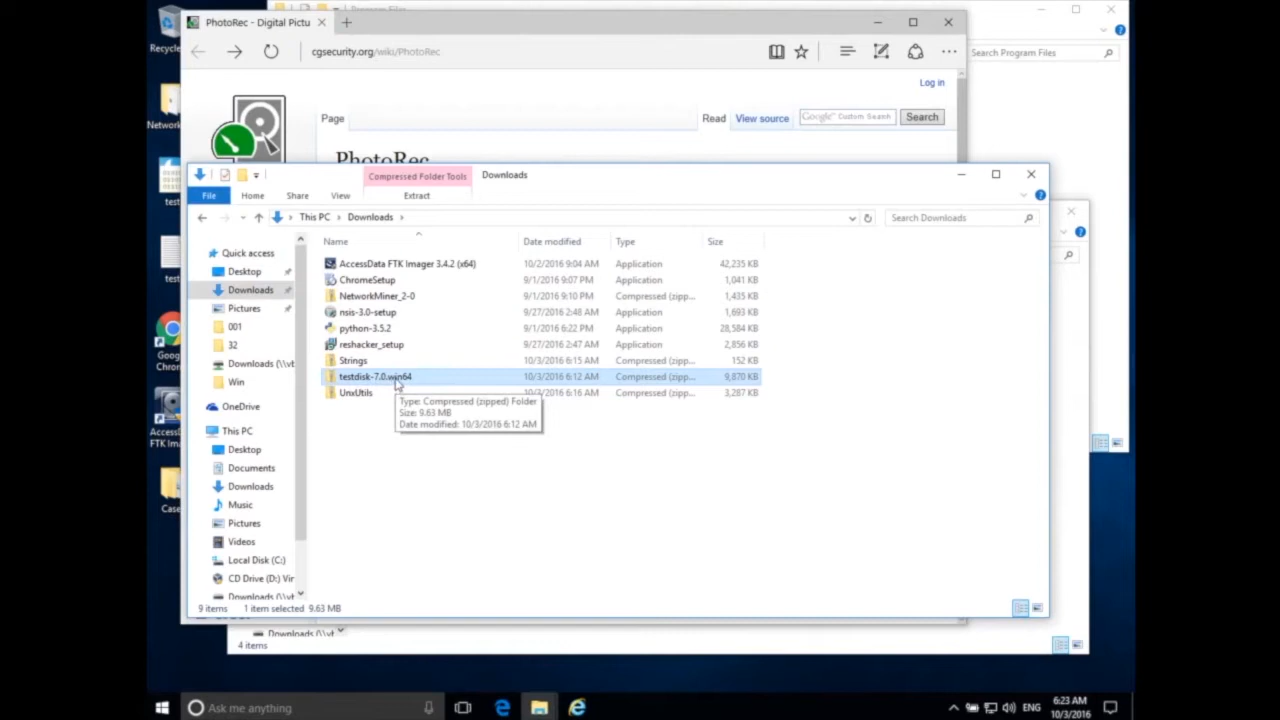 Program Files
PhotoRec - Digital Pictu
Recycle
cgsecurity.org/wiki/PhotoRec
Search Program Files
Log in
Page
Read
View source
Google™ Custom Search
Search
PhotoRec
Network
Compressed Folder Tools
Downloads
File
Home
Share
View
Extract
This PC
Downloads
Search Downloads
test
Name
Date modified
Type
Size
Quick access
Desktop
Downloads
Pictures
001
32
Downloads (\\vt
Win
OneDrive
This PC
Desktop
Documents
Downloads
Music
Pictures
Videos
Local Disk (C:)
CD Drive (D:) Vir
Downloads (\\vt
AccessData FTK Imager 3.4.2 (x64) 10/2/2016 9:04 AM Application 42,235 KB
ChromeSetup 9/1/2016 9:07 PM Application 1,041 KB
NetworkMiner_2-0 9/1/2016 9:10 PM Compressed (zipp... 1,435 KB
nsis-3.0-setup 9/27/2016 2:48 AM Application 1,693 KB
python-3.5.2 9/1/2016 6:22 PM Application 28,584 KB
reshacker_setup 9/27/2016 2:47 AM Application 2,856 KB
Strings 10/3/2016 6:15 AM Compressed (zipp... 152 KB
testdisk-7.0.win64 10/3/2016 6:12 AM Compressed (zipp... 9,870 KB
UnxUtils 10/3/2016 6:16 AM Compressed (zipp... 3,287 KB
Type: Compressed (zipped) Folder
Size: 9.63 MB
Date modified: 10/3/2016 6:12 AM
test
Goog
Chro
Access
FTK Ima
Case
9 items
1 item selected 9.63 MB
Downloads (\\vt
4 items
Ask me anything
ENG
6:23 AM
10/3/2016